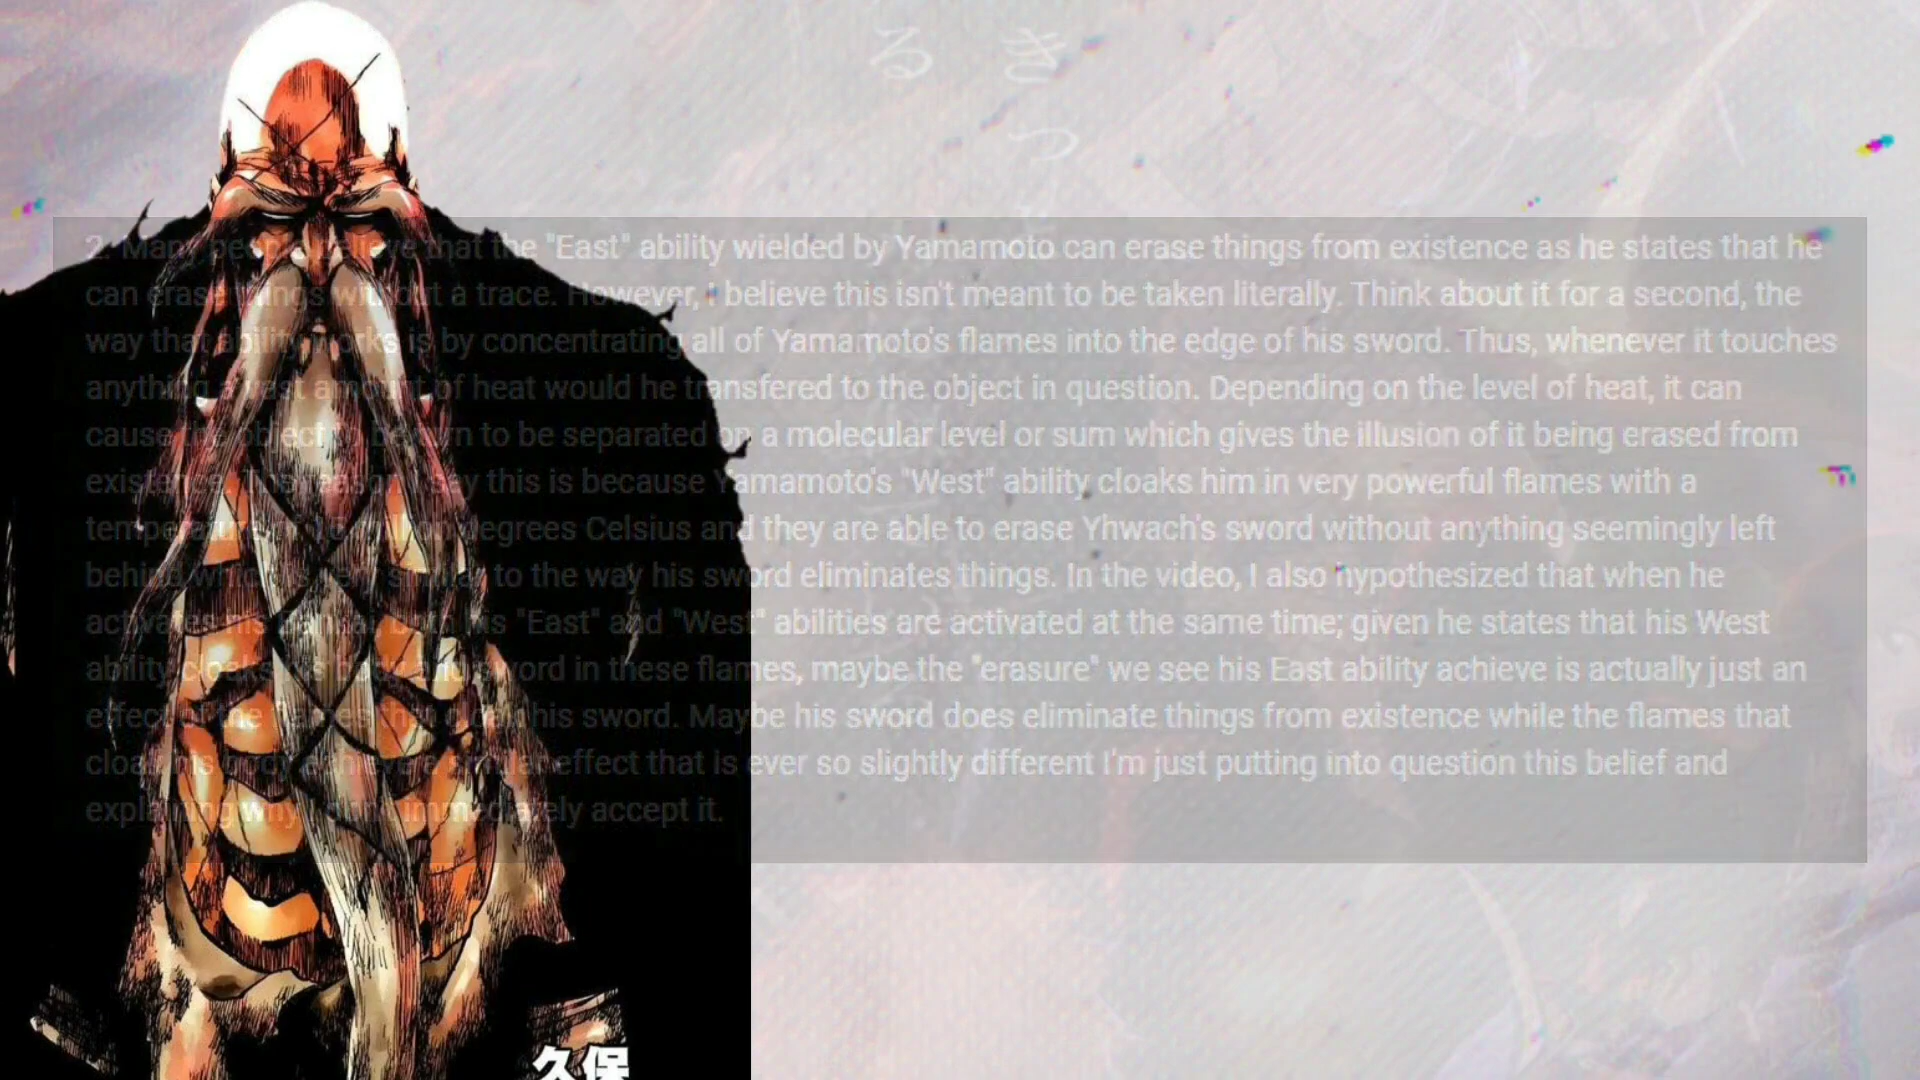 る き
つ
2. Many people believe that the "East" ability wielded by Yamamoto can erase things from existence as he states that he
can erase things without a trace. However, I believe this isn't meant to be taken literally. Think about it for a second, the
way that ability works is by concentrating all of Yamamoto's flames into the edge of his sword. Thus, whenever it touches
anything a vast amount of heat would he transfered to the object in question. Depending on the level of heat, it can
cause the object to be separated on a molecular level or sum which gives the illusion of it being erased from
existence. The reason I say this is because Yamamoto's "West" ability cloaks him in very powerful flames with a
temperature of 15 million degrees Celsius and they are able to erase Yhwach's sword without anything seemingly left
behind which is very similar to the way his sword eliminates things. In the video, I also hypothesized that when he
activates his Bankai both his "East" and "West" abilities are activated at the same time; given he states that his West
ability cloaks his body and sword in these flames, maybe the "erasure" we see his East ability achieve is actually just an
effect of the flames that cloak his sword. Maybe his sword does eliminate things from existence while the flames that
cloak his body achieve a similar effect that is ever so slightly different I'm just putting into question this belief and
explaining why I don't immediately accept it.
久保